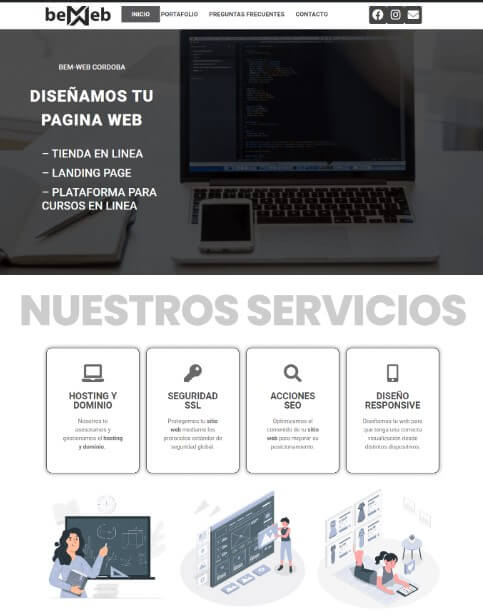 beWeb
INICIO PORTAFOLIO PREGUNTAS FRECUENTES CONTACTO
BEM-WEB CORDOBA
DISEÑAMOS TU
PAGINA WEB
– TIENDA EN LINEA
– LANDING PAGE
– PLATAFORMA PARA
CURSOS EN LINEA
NUESTROS SERVICIOS
HOSTING Y
DOMINIO
Nosotros te
asesoramos y
gestionamos el hosting
y dominio.
SEGURIDAD
SSL
Protegemos tu sitio
web mediante los
protocolos estándar de
seguridad global.
ACCIONES
SEO
Optimizamos el
contenido de su sitio
web para mejorar su
posicionamiento.
DISEÑO
RESPONSIVE
Diseñamos tu web para
que tenga una correcta
visualización desde
distintos dispositivos.